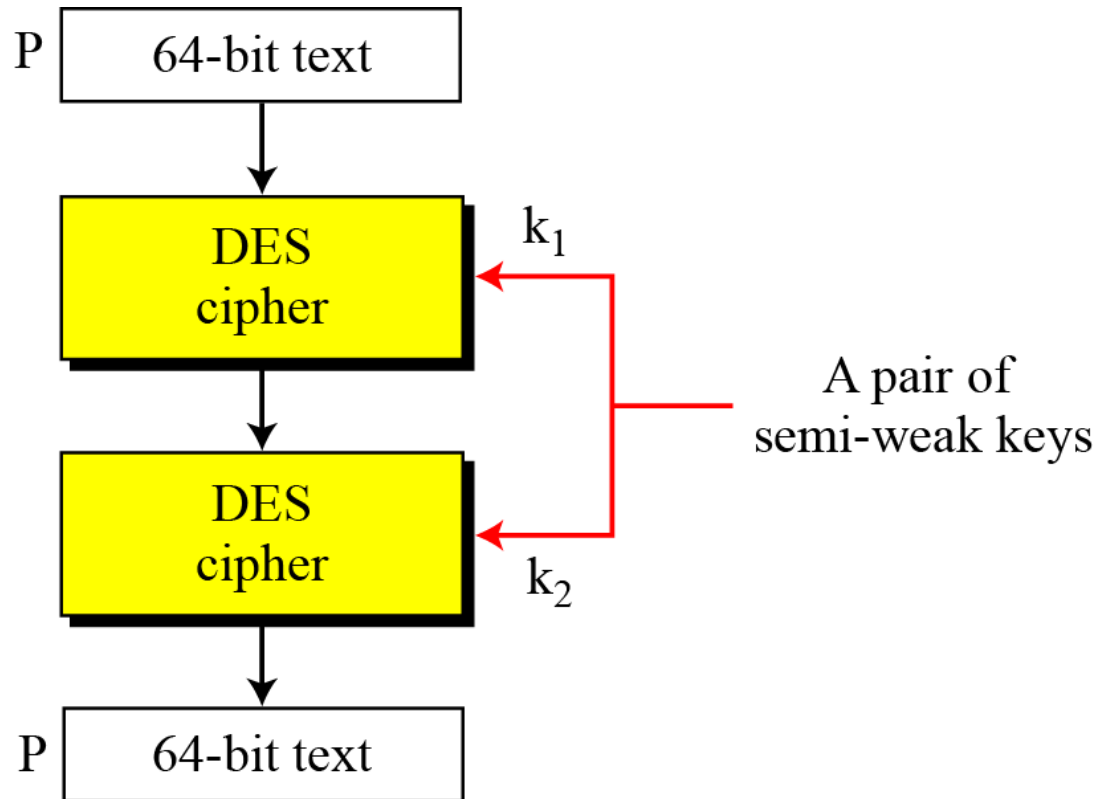 P
64-bit text
DES
cipher
k₁
A pair of
semi-weak keys
DES
cipher
k₂
P
64-bit text